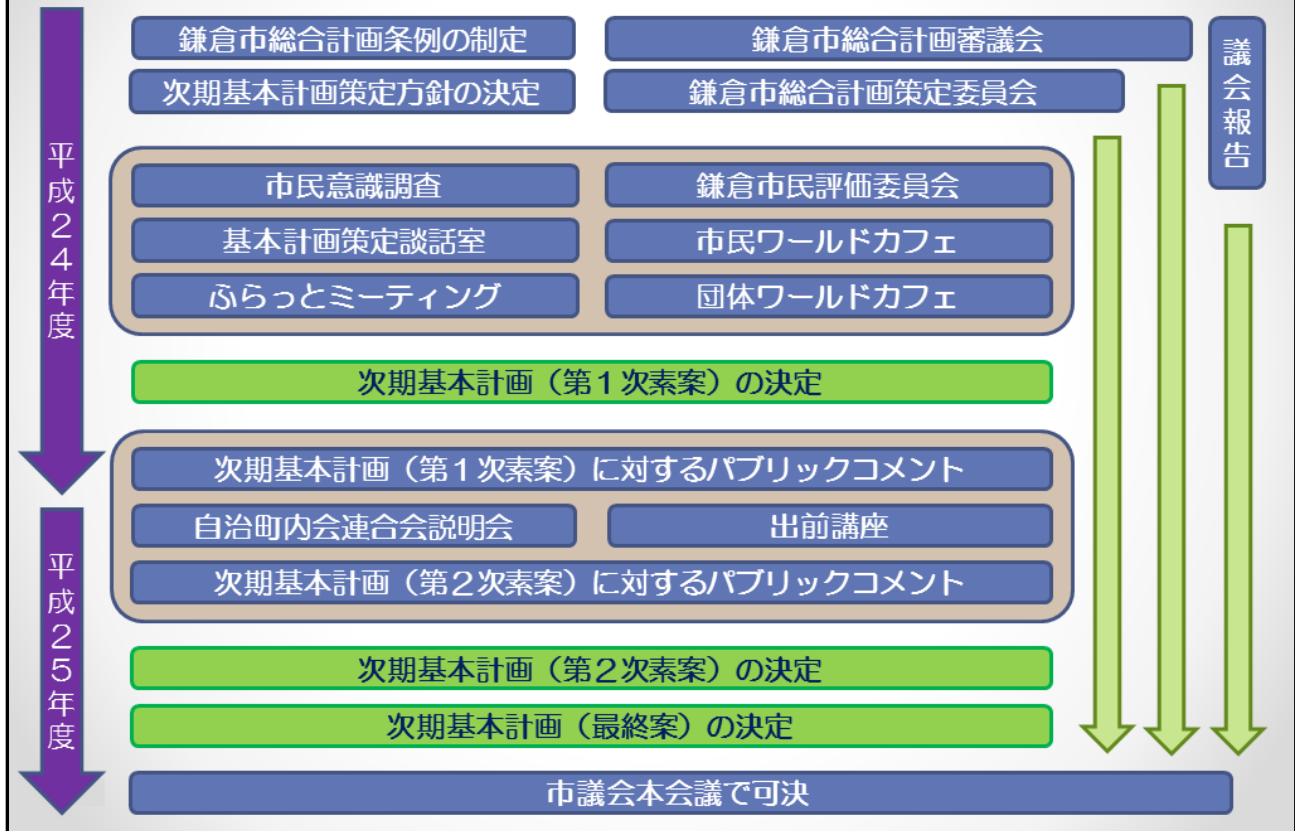 鎌倉市総合計画条例の制定
鎌倉市総合計画審議会
議会報告
次期基本計画策定方針の決定
鎌倉市総合計画策定委員会
平成２４年度
市民意識調査
鎌倉市民評価委員会
基本計画策定談話室
市民ワールドカフェ
ふらっとミーティング
団体ワールドカフェ
次期基本計画（第１次素案）の決定
次期基本計画（第１次素案）に対するパブリックコメント
自治町内会連合会説明会
出前講座
次期基本計画（第２次素案）に対するパブリックコメント
平成２５年度
次期基本計画（第２次素案）の決定
次期基本計画（最終案）の決定
市議会本会議で可決